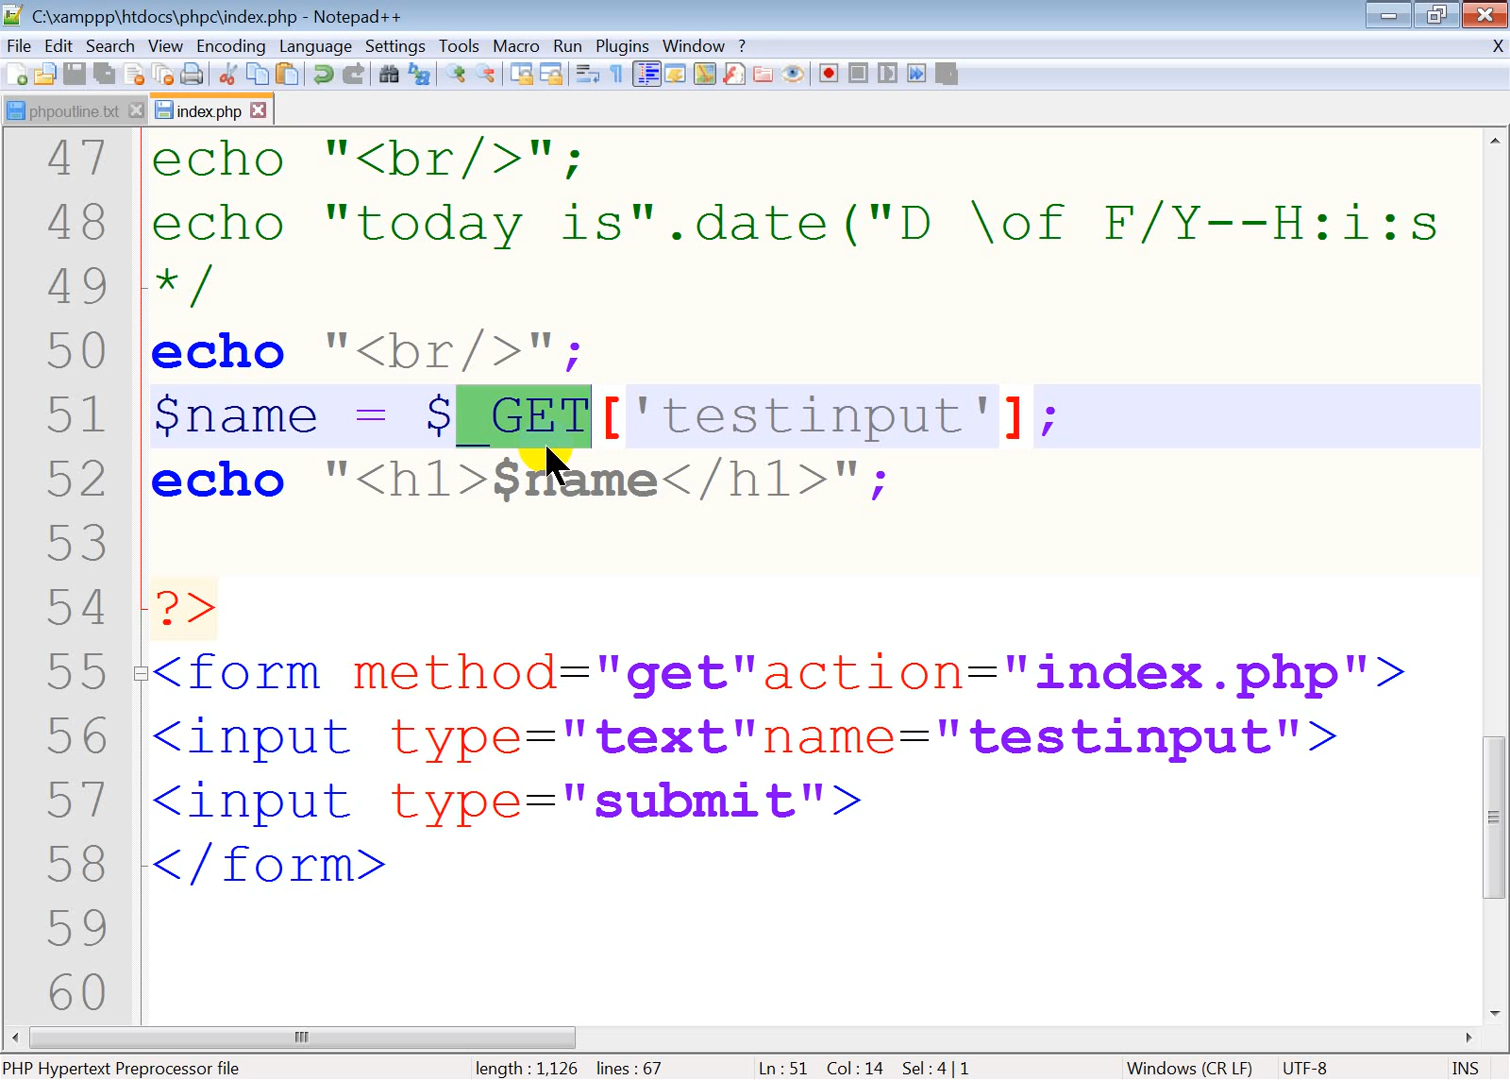 C:\xamppp\htdocs\phpc\index.php - Notepad++
File Edit Search View Encoding Language Settings Tools Macro Run Plugins Window ? X
phpoutline.txt index.php
47 echo "<br/>";
48 echo "today is".date("D \of F/Y--H:i:s
49 */
50 echo "<br/>";
51 $name = $_GET['testinput'];
52 echo "<h1>$name</h1>";
53
54 ?>
55 <form method="get"action="index.php">
56 <input type="text"name="testinput">
57 <input type="submit">
58 </form>
59
60
PHP Hypertext Preprocessor file length : 1,126 lines : 67 Ln : 51 Col : 14 Sel : 4 | 1 Windows (CR LF) UTF-8 INS